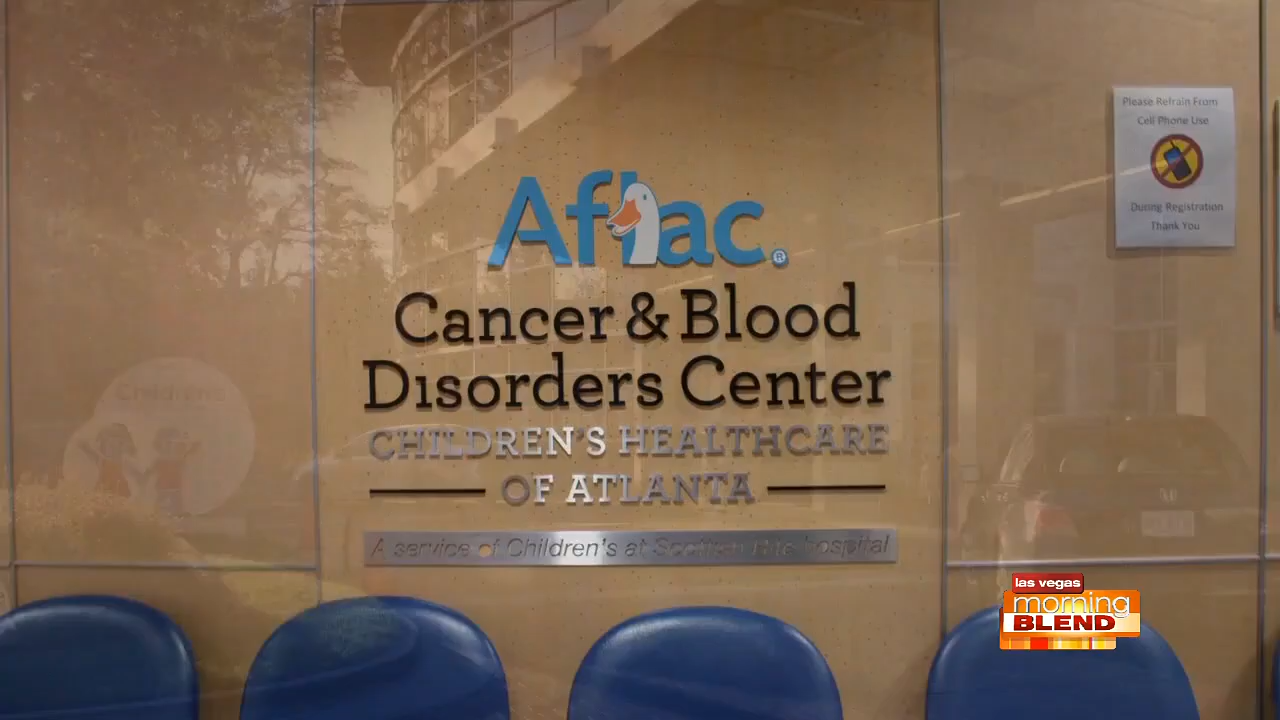 Please Refrain From
Cell Phone Use
During Registration
Thank You
Aflac®
Cancer & Blood
Disorders Center
CHILDREN'S HEALTHCARE
OF ATLANTA
A service of Children's at Scottish Rite hospital
Children's
las vegas
morning
BLEND